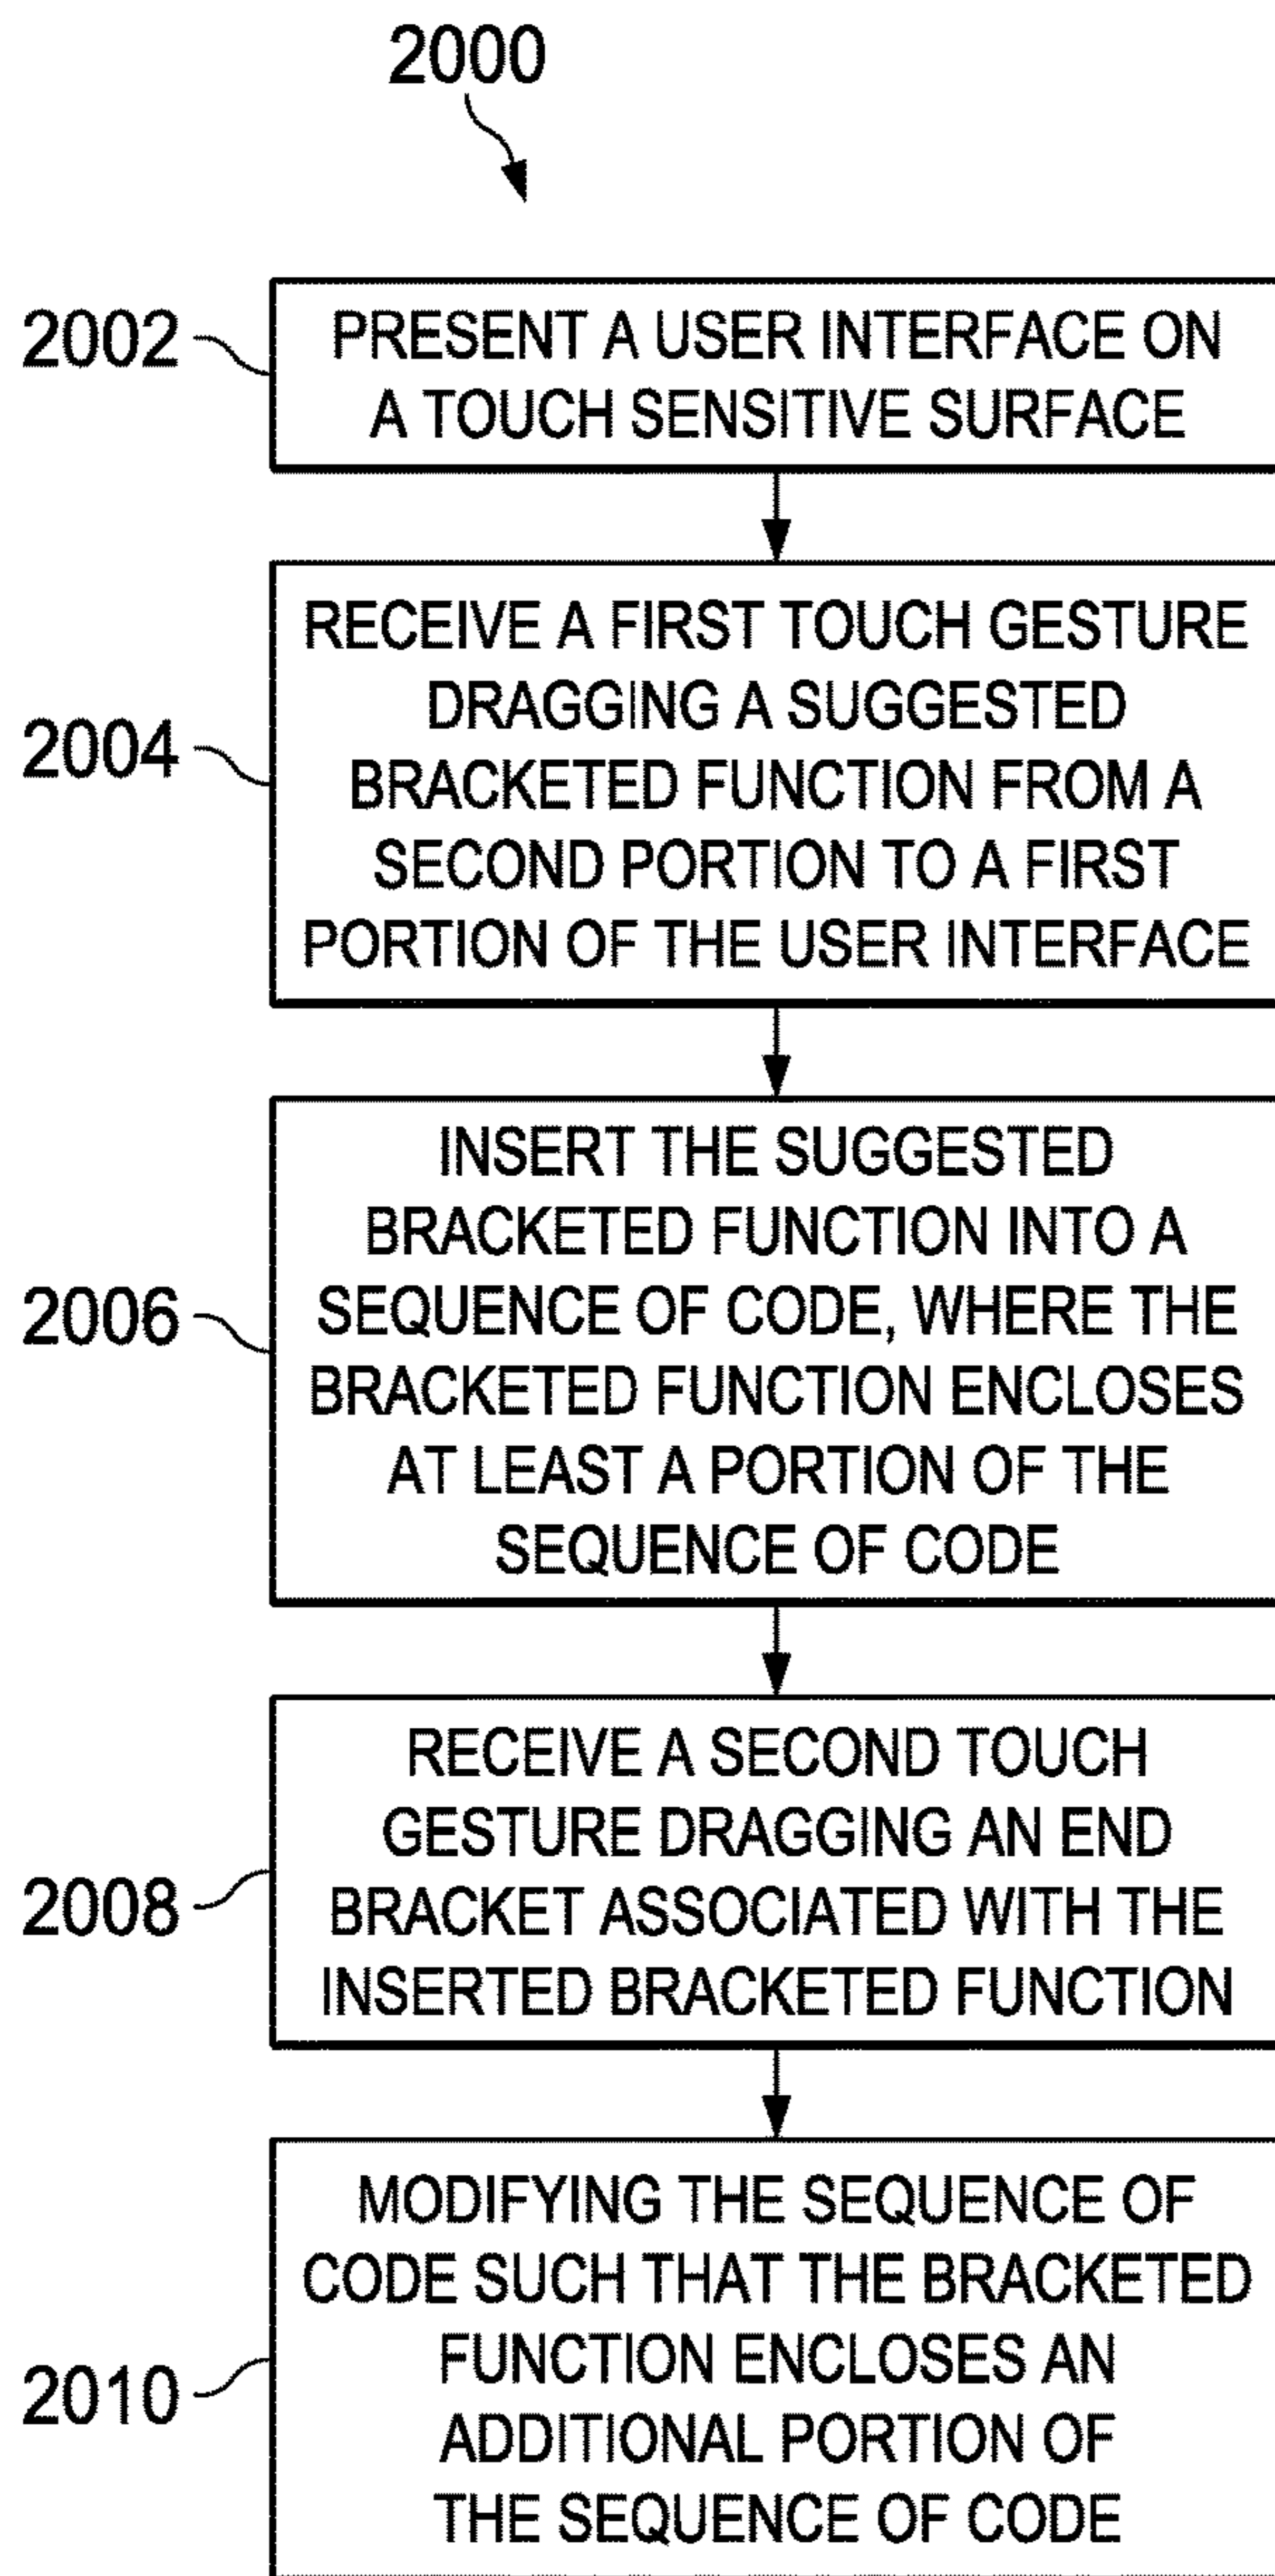 2000
2002
PRESENT A USER INTERFACE ON
A TOUCH SENSITIVE SURFACE
2004
RECEIVE A FIRST TOUCH GESTURE
DRAGGING A SUGGESTED
BRACKETED FUNCTION FROM A
SECOND PORTION TO A FIRST
PORTION OF THE USER INTERFACE
2006
INSERT THE SUGGESTED
BRACKETED FUNCTION INTO A
SEQUENCE OF CODE, WHERE THE
BRACKETED FUNCTION ENCLOSES
AT LEAST A PORTION OF THE
SEQUENCE OF CODE
2008
RECEIVE A SECOND TOUCH
GESTURE DRAGGING AN END
BRACKET ASSOCIATED WITH THE
INSERTED BRACKETED FUNCTION
2010
MODIFYING THE SEQUENCE OF
CODE SUCH THAT THE BRACKETED
FUNCTION ENCLOSES AN
ADDITIONAL PORTION OF
THE SEQUENCE OF CODE